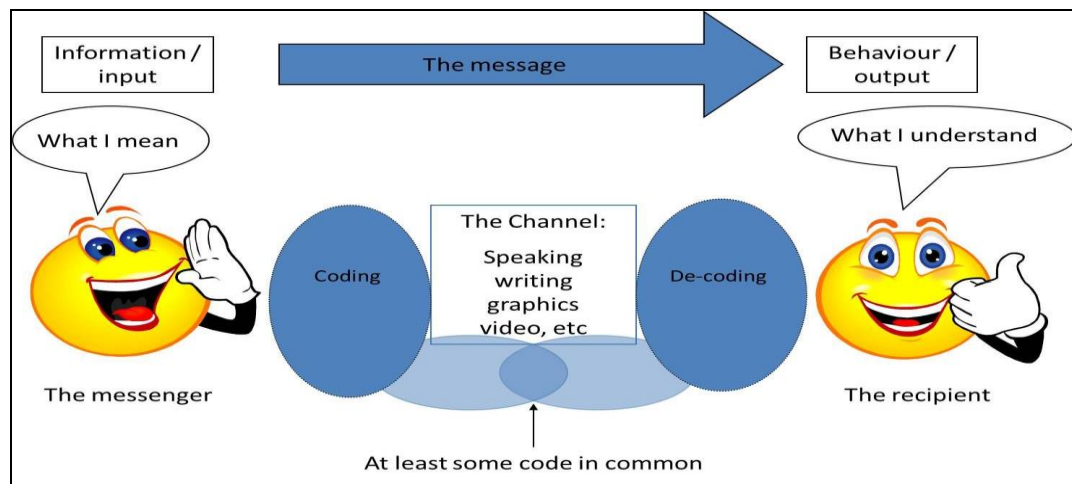 Information /
input
The message
Behaviour /
output
What I mean
What I understand
The Channel:
Speaking
writing
graphics
video, etc
Coding
De-coding
The messenger
The recipient
At least some code in common